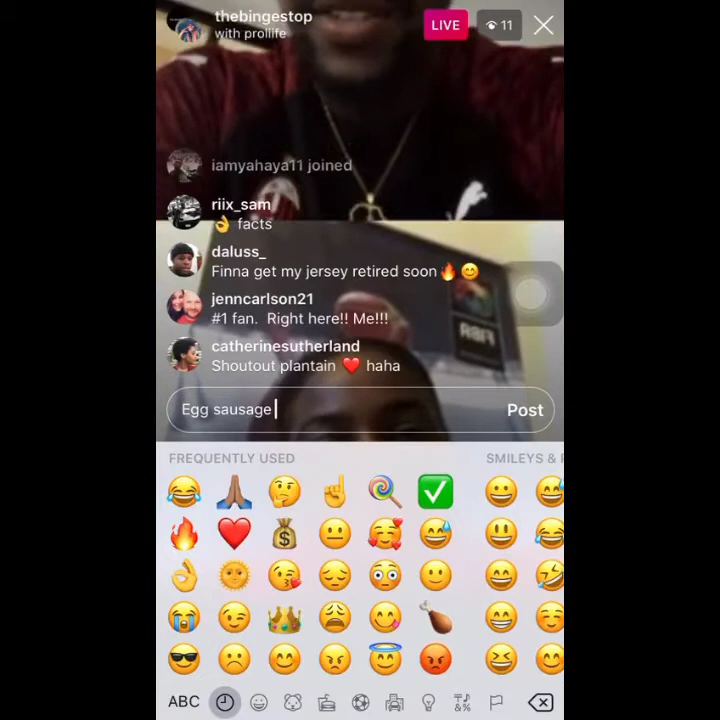 thebingestop
with prollife
LIVE
11
iamyahaya11 joined
riix_sam
👌 facts
daluss_
Finna get my jersey retired soon 🔥 😊
jenncarlson21
#1 fan. Right here!! Me!!!
catherinesutherland
Shoutout plantain ❤️ haha
Egg sausage
Post
FREQUENTLY USED
SMILEYS &
ABC